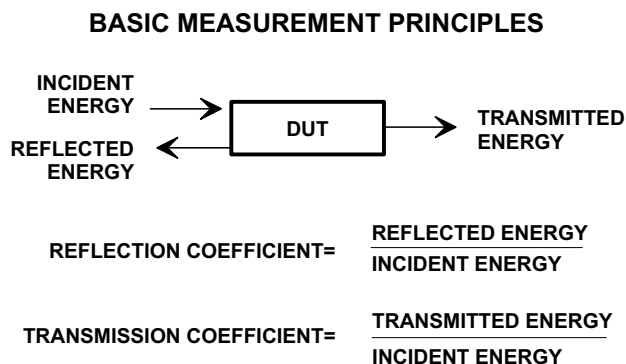 BASIC MEASUREMENT PRINCIPLES
INCIDENT
ENERGY
REFLECTED
ENERGY
DUT
TRANSMITTED
ENERGY
REFLECTION COEFFICIENT=
REFLECTED ENERGY
INCIDENT ENERGY
TRANSMISSION COEFFICIENT=
TRANSMITTED ENERGY
INCIDENT ENERGY